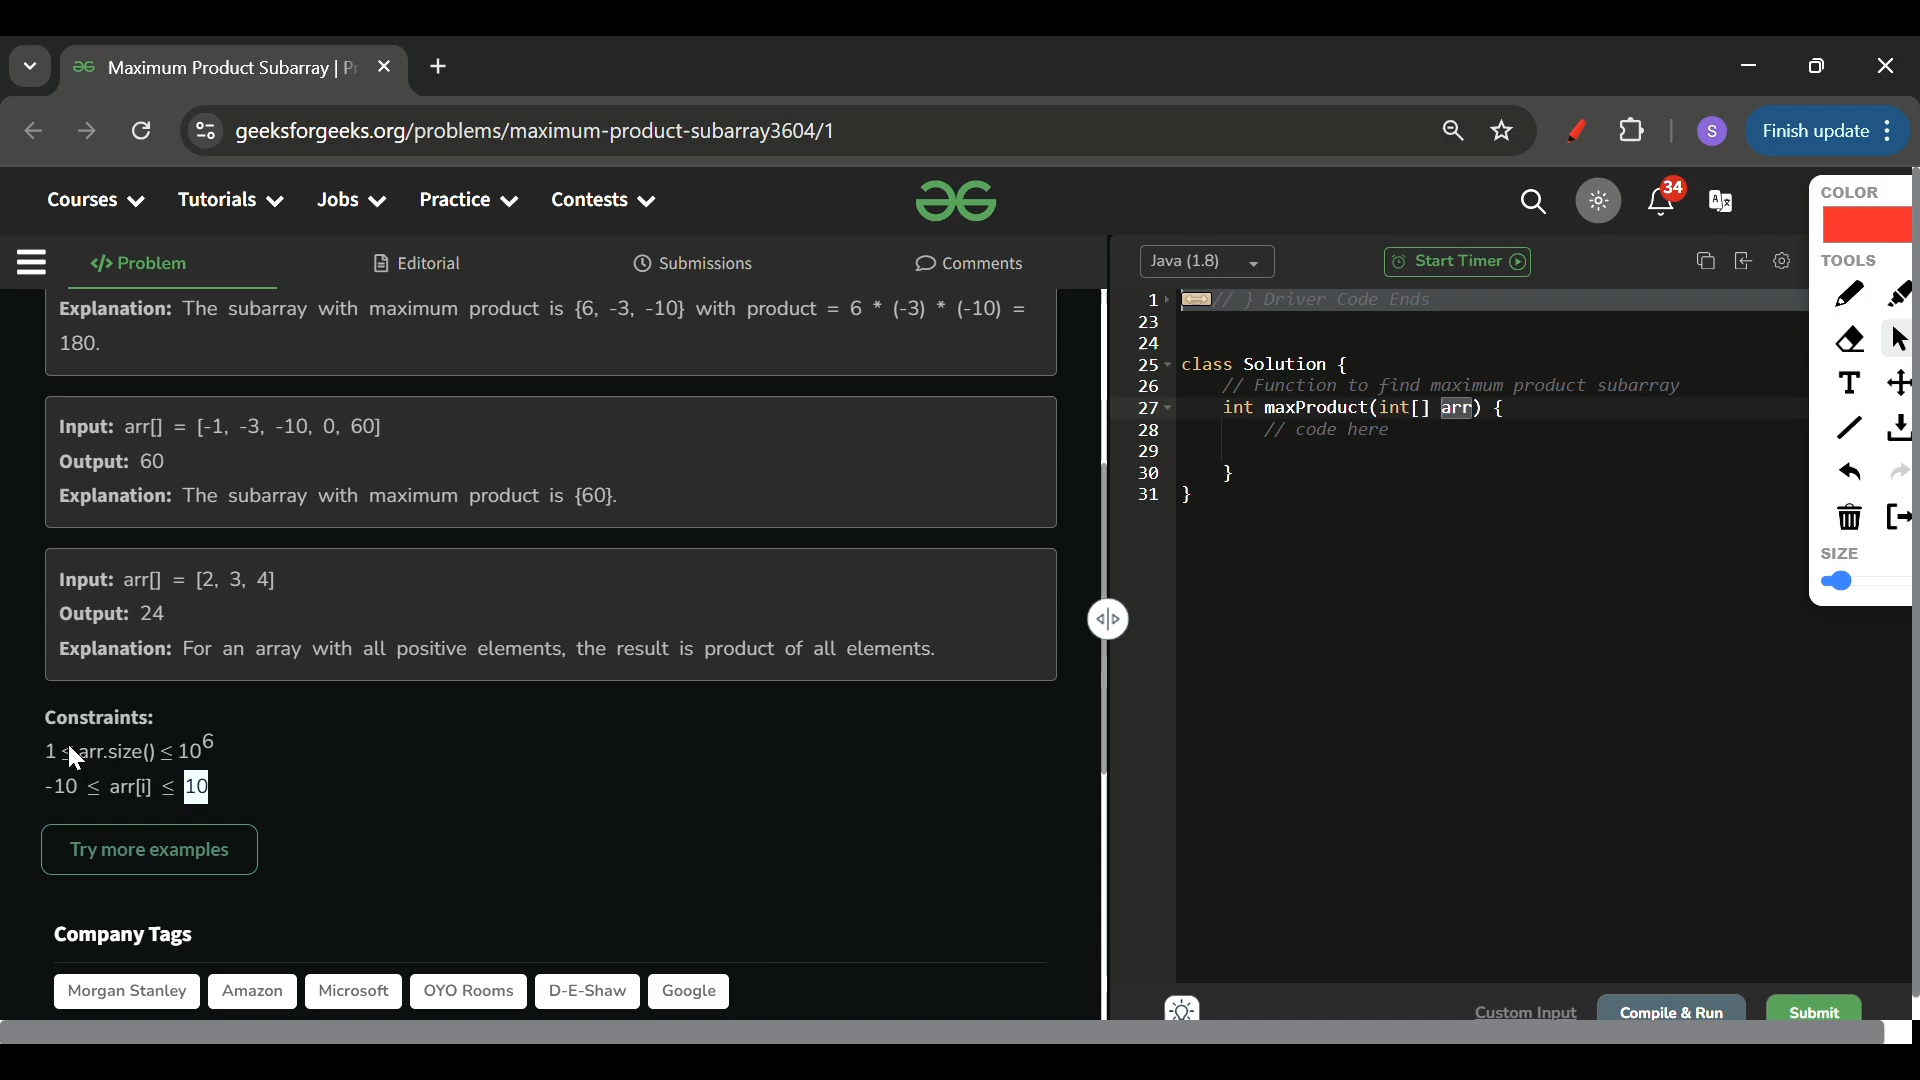 Maximum Product Subarray | Pr
geeksforgeeks.org/problems/maximum-product-subarray3604/1
S
Finish update
Courses Tutorials Jobs Practice Contests
34
COLOR
Problem Editorial Submissions Comments
Java (1.8) Start Timer
TOOLS
Explanation: The subarray with maximum product is {6, -3, -10} with product = 6 * (-3) * (-10) =
180.
Input: arr[] = [-1, -3, -10, 0, 60]
Output: 60
Explanation: The subarray with maximum product is {60}.
Input: arr[] = [2, 3, 4]
Output: 24
Explanation: For an array with all positive elements, the result is product of all elements.
Constraints:
1 ≤ arr.size() ≤ 10^6
-10 ≤ arr[i] ≤ 10
Try more examples
Company Tags
Morgan Stanley Amazon Microsoft OYO Rooms D-E-Shaw Google
1 // } Driver Code Ends
23
24
25 class Solution {
26 // Function to find maximum product subarray
27 int maxProduct(int[] arr) {
28 // code here
29
30 }
31 }
T
SIZE
Custom Input Compile & Run Submit